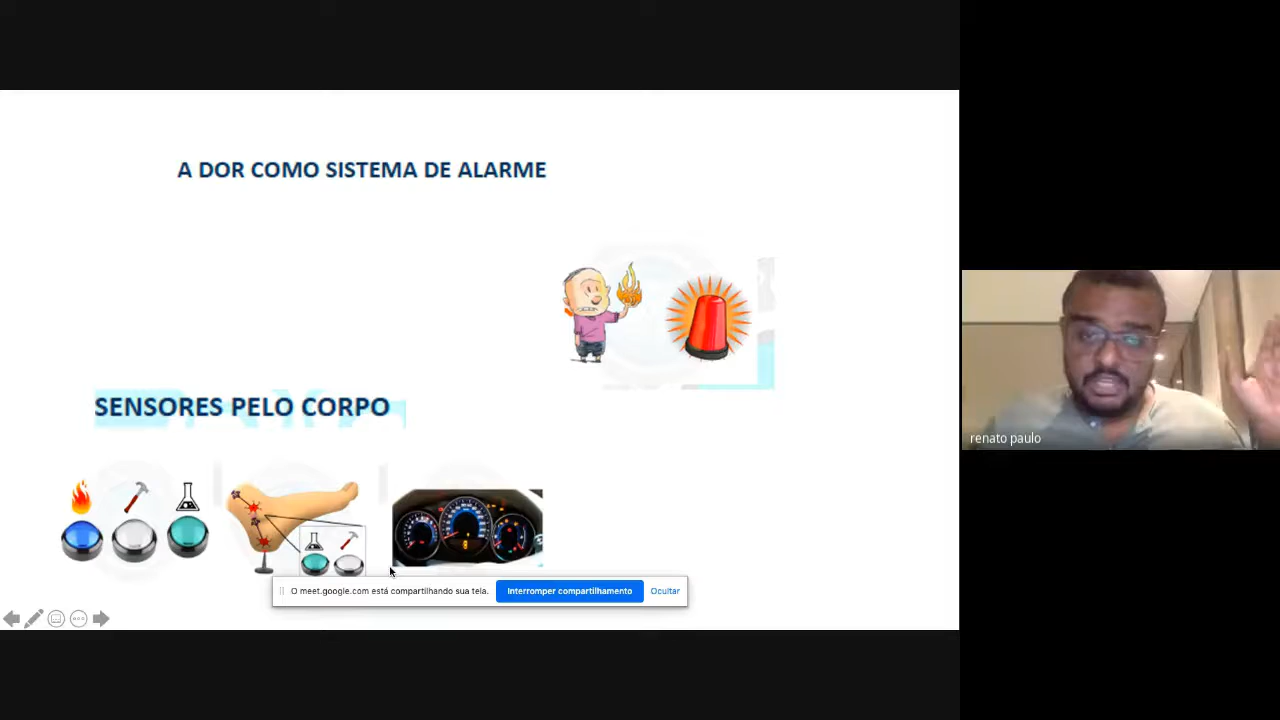 A DOR COMO SISTEMA DE ALARME
SENSORES PELO CORPO
O meet.google.com está compartilhando sua tela.
Interromper compartilhamento
Ocultar
renato paulo